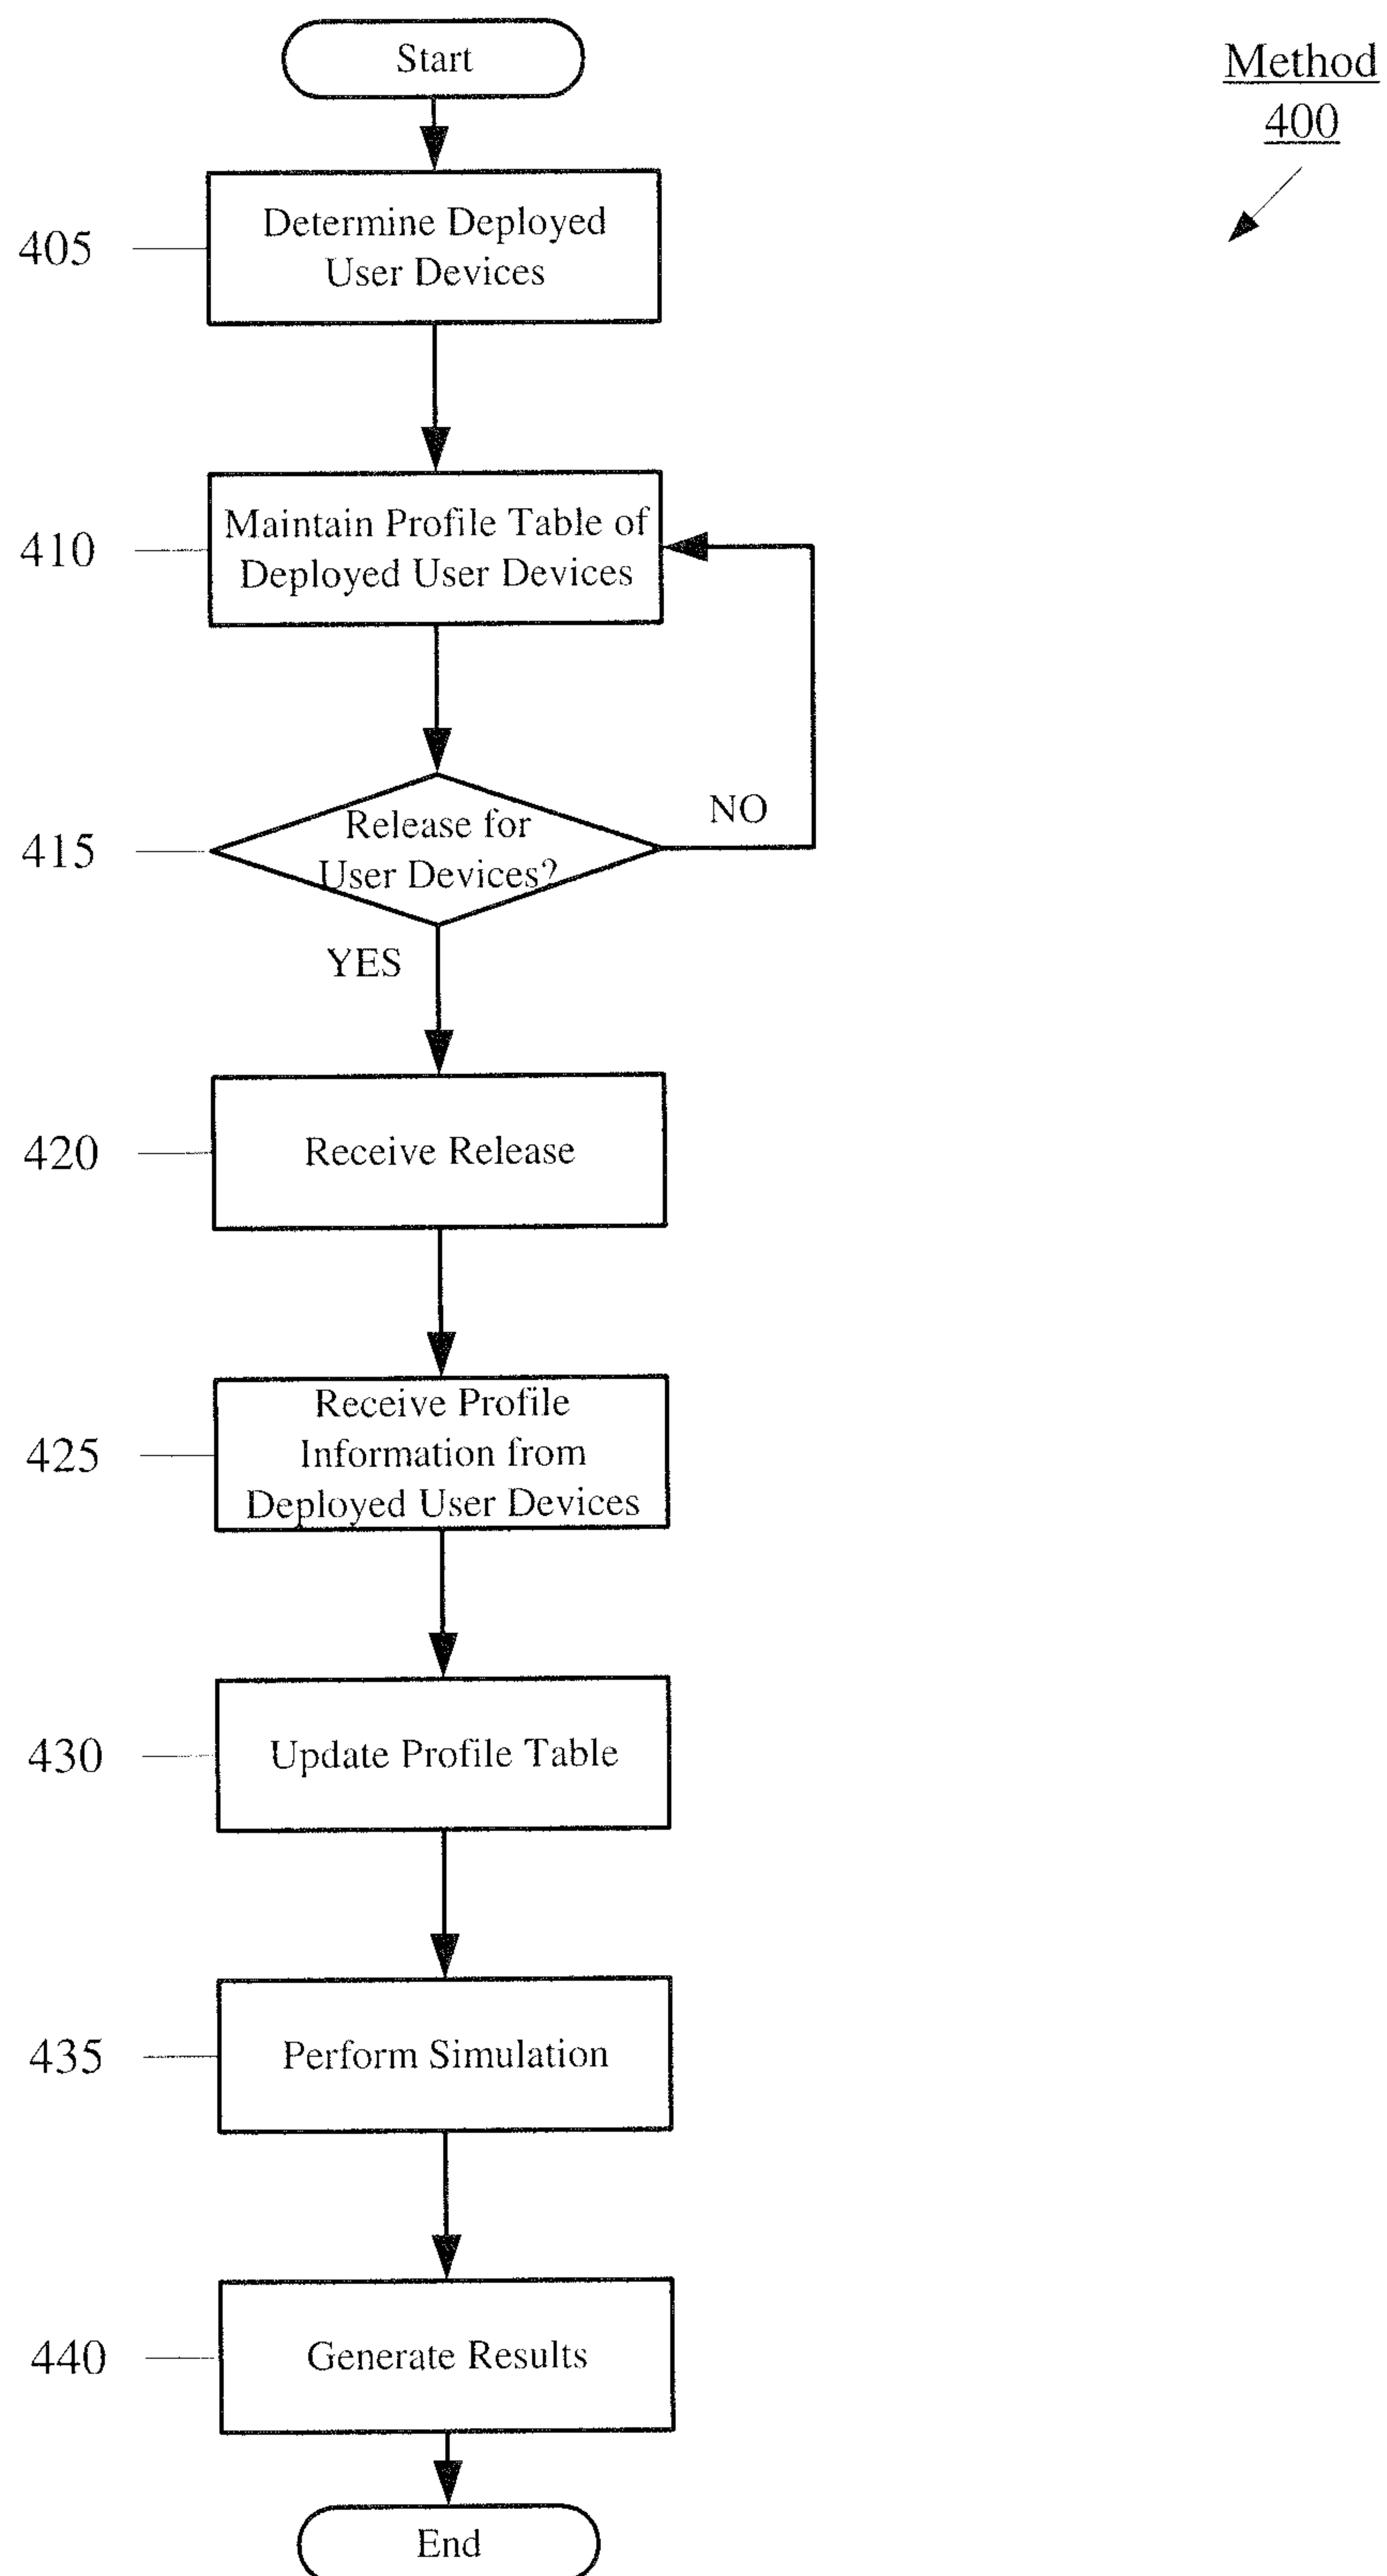 Start
Method
400
405
Determine Deployed
User Devices
410
Maintain Profile Table of
Deployed User Devices
415
Release for
User Devices?
NO
YES
420
Receive Release
425
Receive Profile
Information from
Deployed User Devices
430
Update Profile Table
435
Perform Simulation
440
Generate Results
End